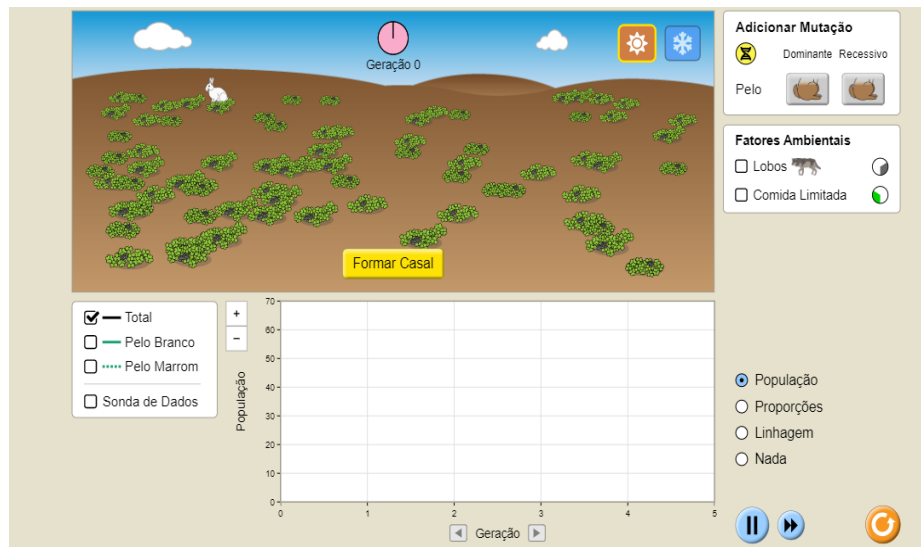 Geração 0
Formar Casal
Adicionar Mutação
Dominante Recessivo
Pelo
Fatores Ambientais
Lobos
Comida Limitada
Total
Pelo Branco
Pelo Marrom
Sonda de Dados
+
−
População
70
60
50
40
30
20
10
0
0 1 2 3 4 5
Geração
População
Proporções
Linhagem
Nada